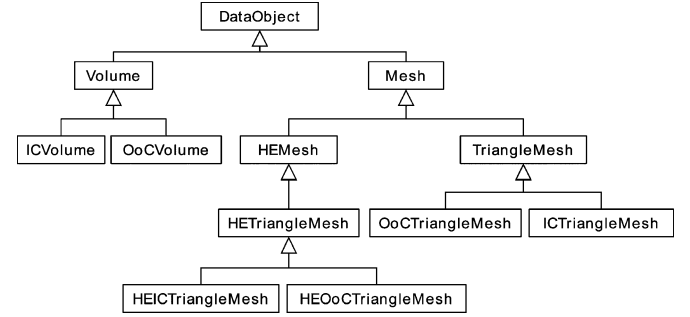 DataObject
Volume
Mesh
ICVolume
OoCVolume
HEMesh
TriangleMesh
HETriangleMesh
OoCTriangleMesh
ICTriangleMesh
HEICTriangleMesh
HEOoCTriangleMesh